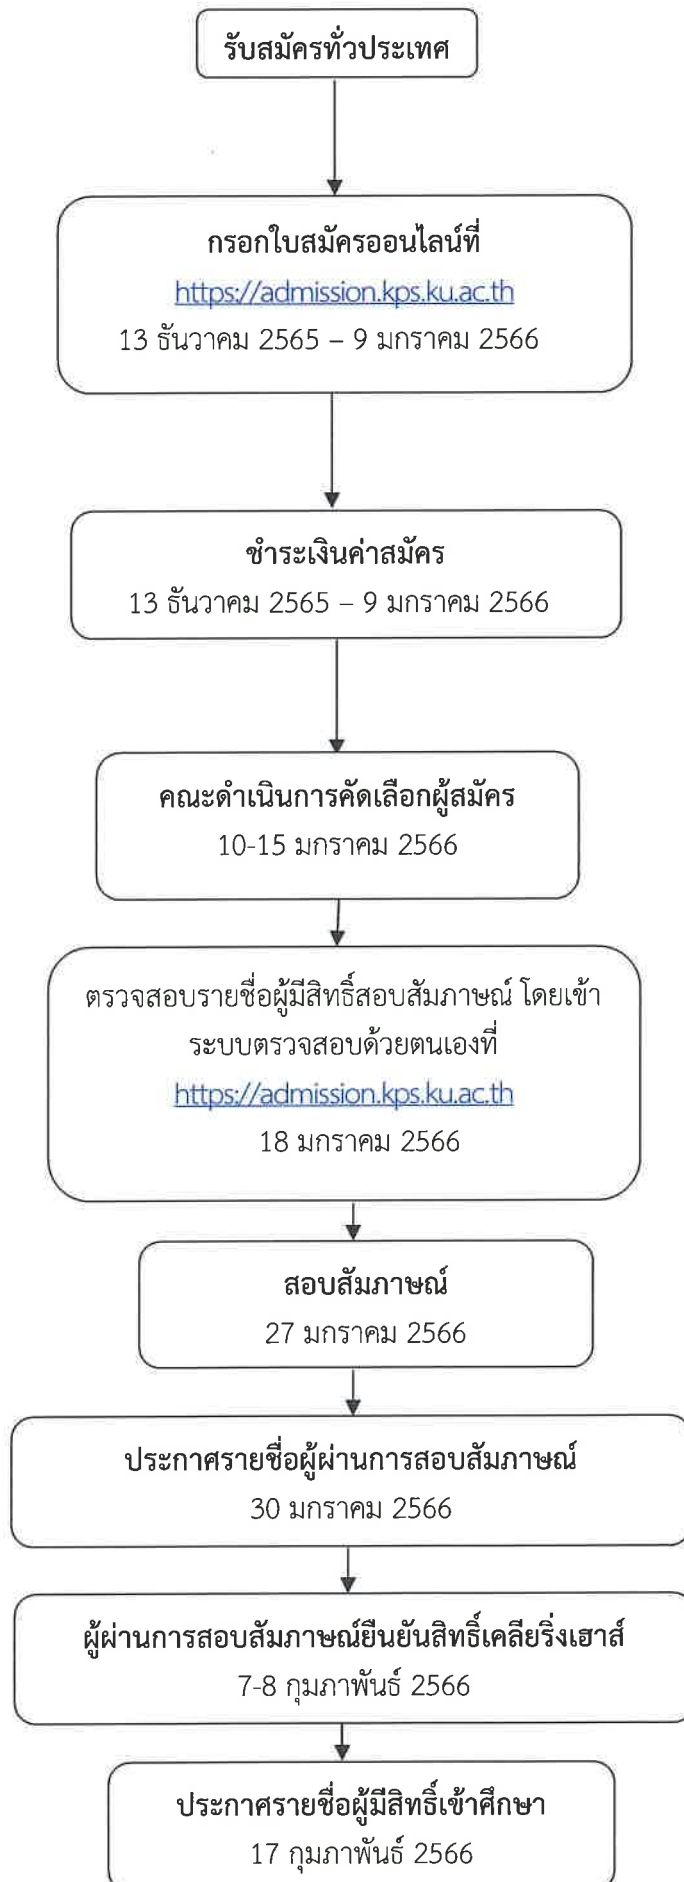 รับสมัครทั่วประเทศ
กรอกใบสมัครออนไลน์ที่
https://admission.kps.ku.ac.th
13 ธันวาคม 2565 – 9 มกราคม 2566
ชำระเงินค่าสมัคร
13 ธันวาคม 2565 – 9 มกราคม 2566
คณะดำเนินการคัดเลือกผู้สมัคร
10-15 มกราคม 2566
ตรวจสอบรายชื่อผู้มีสิทธิ์สอบสัมภาษณ์ โดยเข้า
ระบบตรวจสอบด้วยตนเองที่
https://admission.kps.ku.ac.th
18 มกราคม 2566
สอบสัมภาษณ์
27 มกราคม 2566
ประกาศรายชื่อผู้ผ่านการสอบสัมภาษณ์
30 มกราคม 2566
ผู้ผ่านการสอบสัมภาษณ์ยืนยันสิทธิ์เคลียริ่งเฮาส์
7-8 กุมภาพันธ์ 2566
ประกาศรายชื่อผู้มีสิทธิ์เข้าศึกษา
17 กุมภาพันธ์ 2566